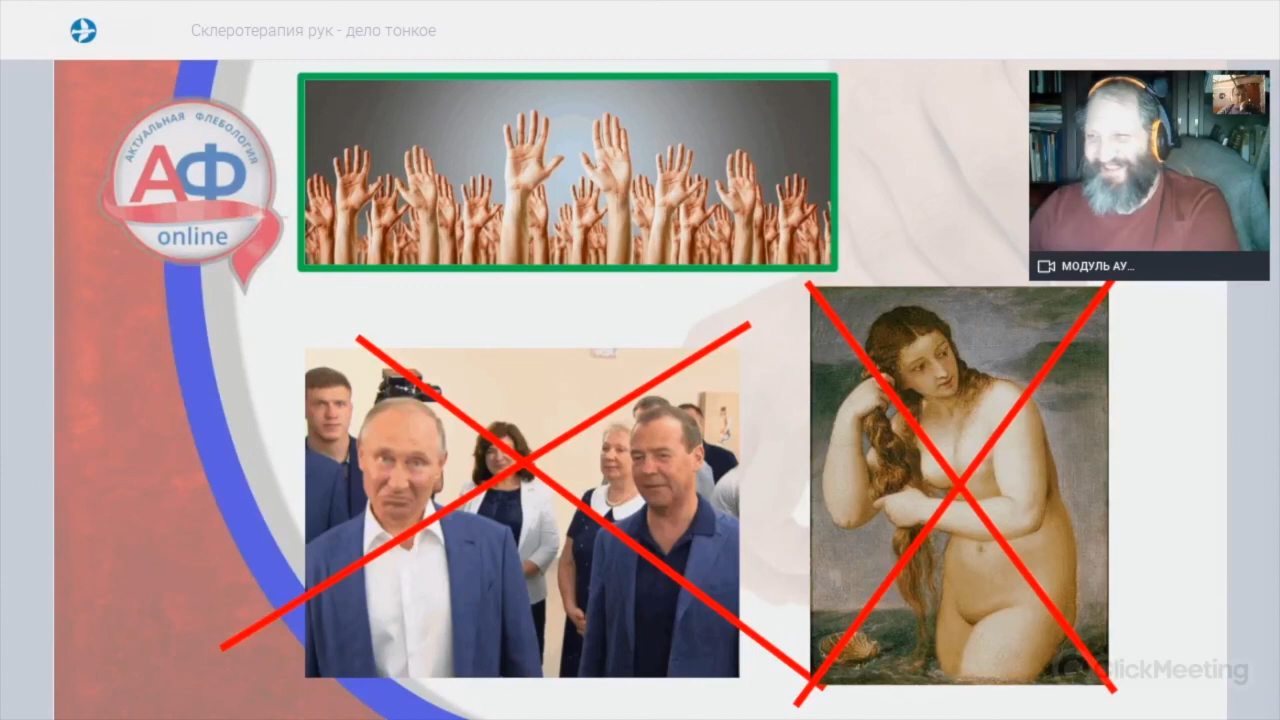 Склеротерапия рук - дело тонкое
АКТУАЛЬНАЯ ФЛЕБОЛОГИЯ
АФ
online
МОДУЛЬ АУ...
ClickMeeting